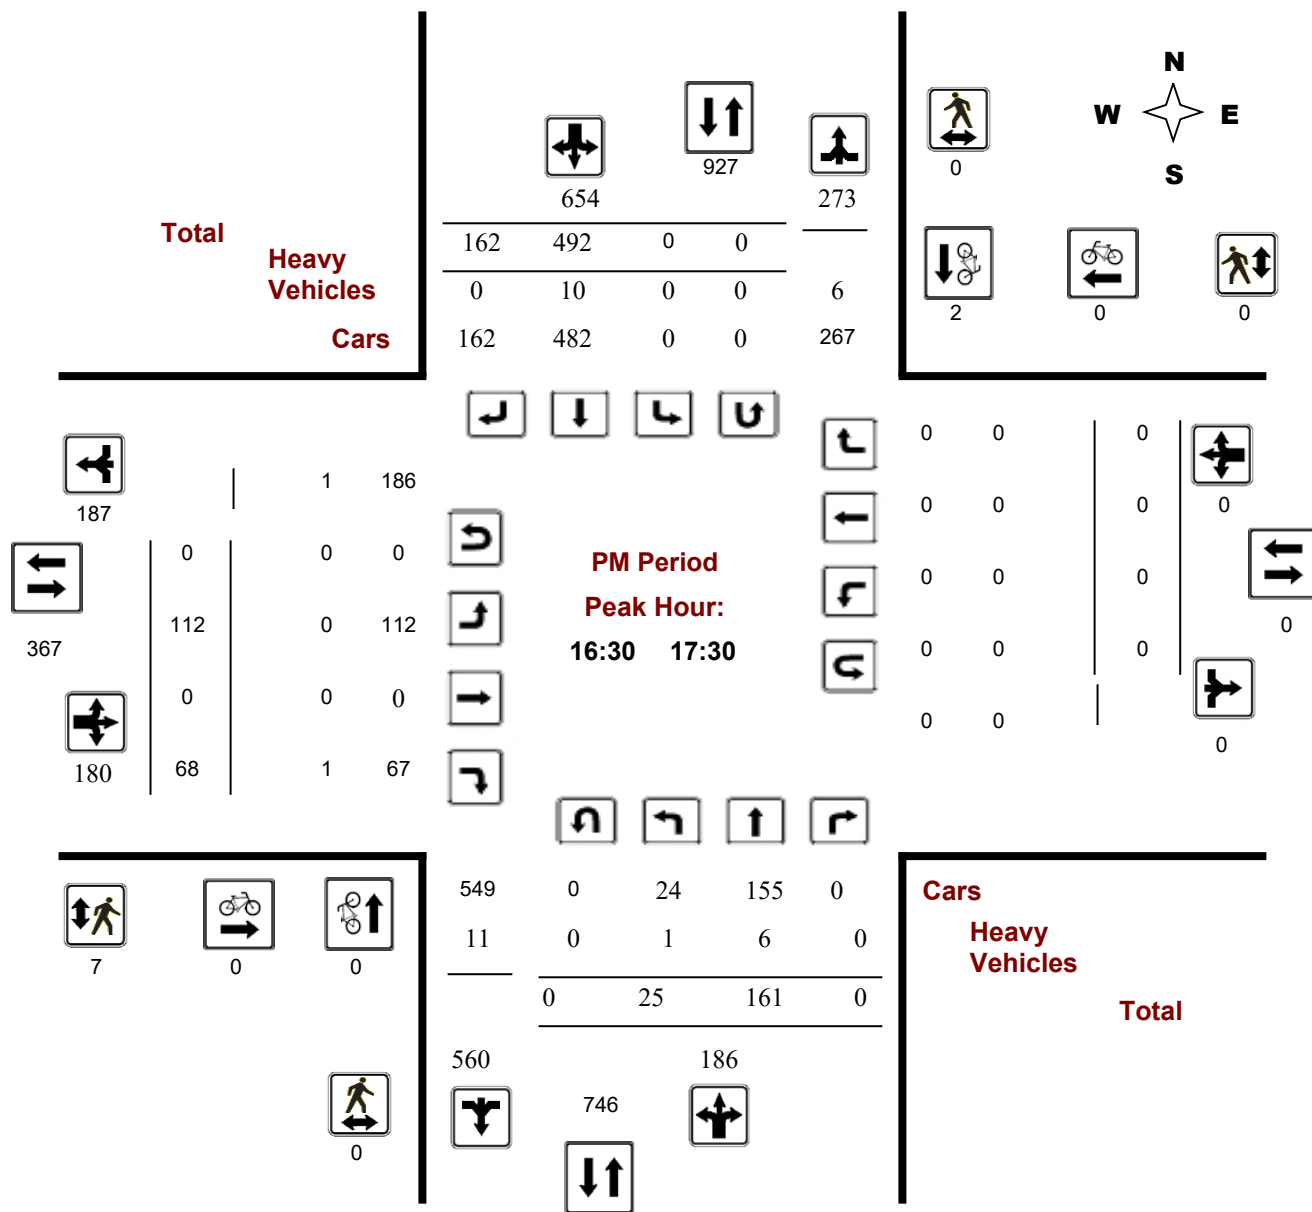 N
W E
S
927
0
654 273
Total
162 492 0 0
Heavy
Vehicles
0 10 0 0 6
2 0 0
Cars
162 482 0 0 267
0 0 0
1 186
187
0 0 0 0
0 0 0
PM Period
0 0 0
Peak Hour:
112 0 112
0
367
16:30 17:30
0 0 0
0 0 0
0 0
0
180 68 1 67
549 0 24 155 0
Cars
11 0 1 6 0
Heavy
Vehicles
7 0 0
0 25 161 0
Total
560 186
746
0